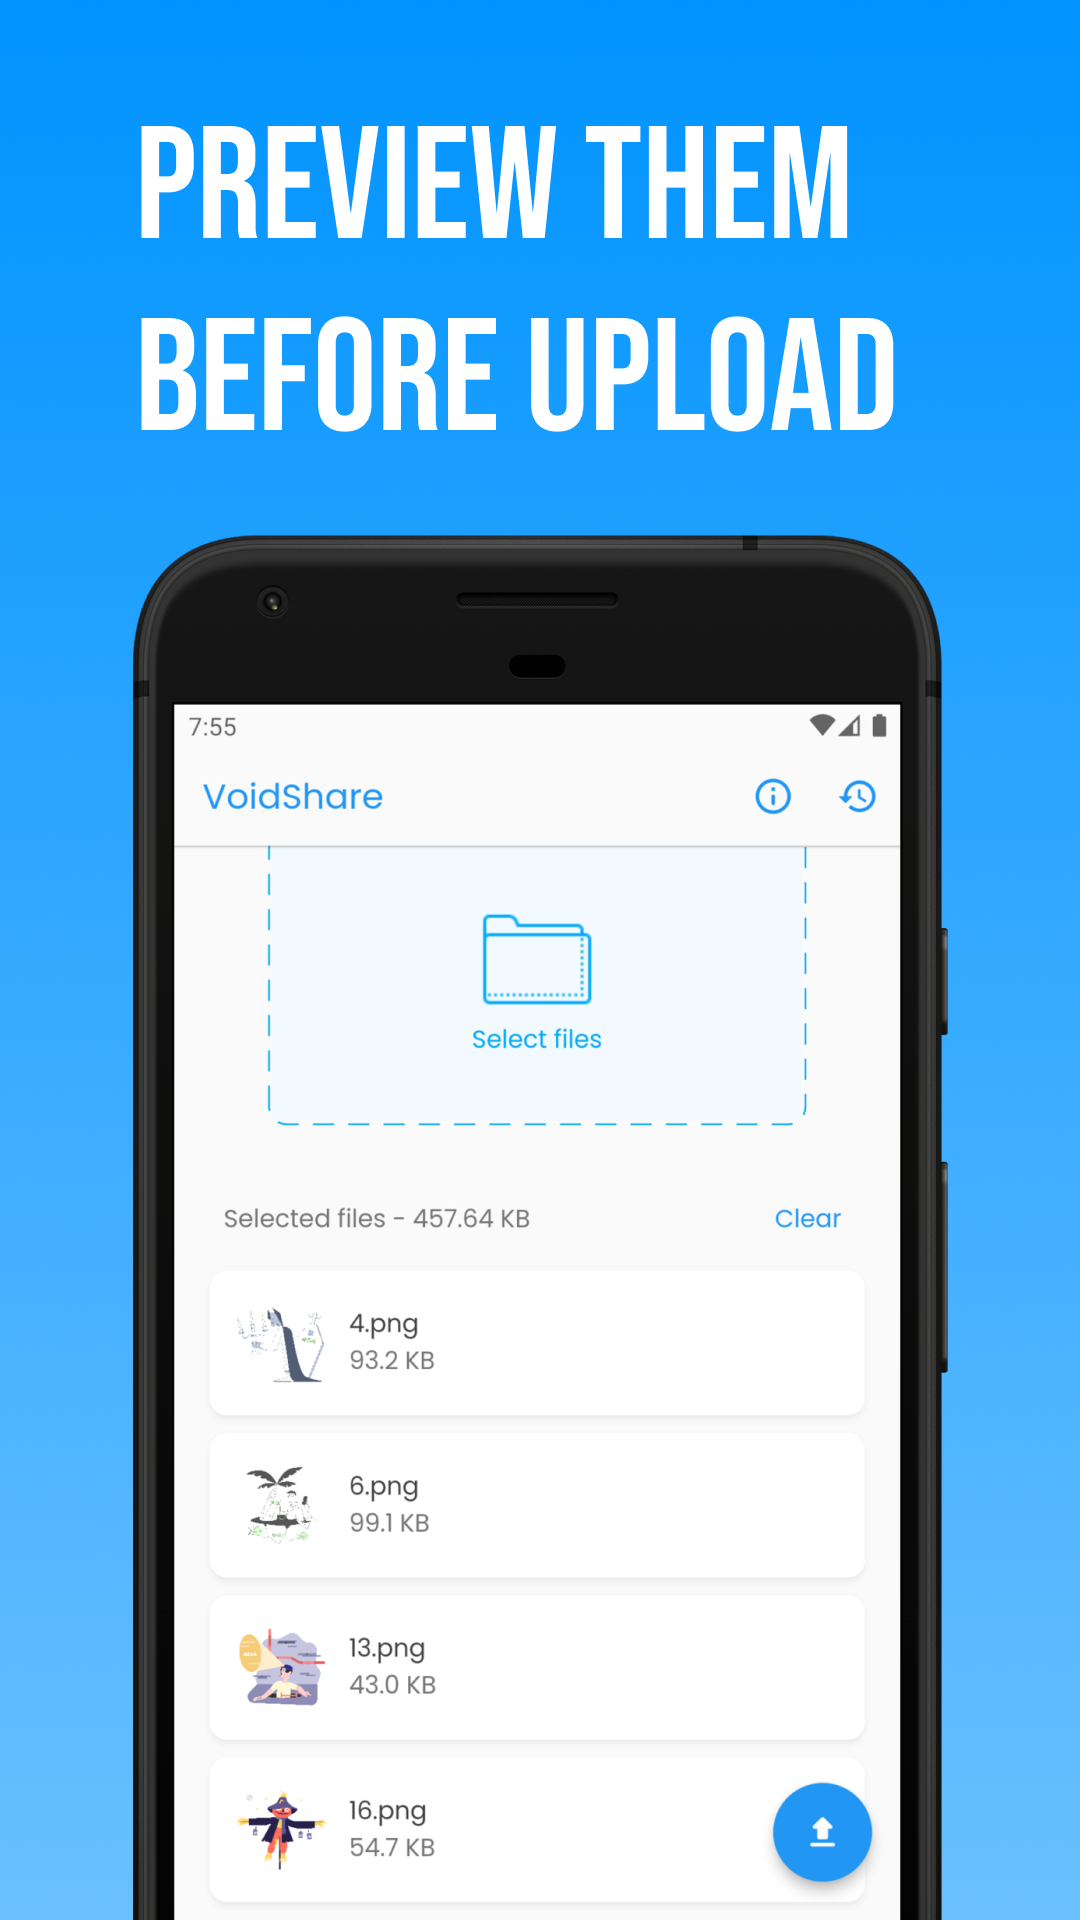 PREVIEW THEM
BEFORE UPLOAD
7:55
VoidShare
Select files
Selected files - 457.64 KB
Clear
4.png
93.2 KB
6.png
99.1 KB
13.png
43.0 KB
16.png
54.7 KB